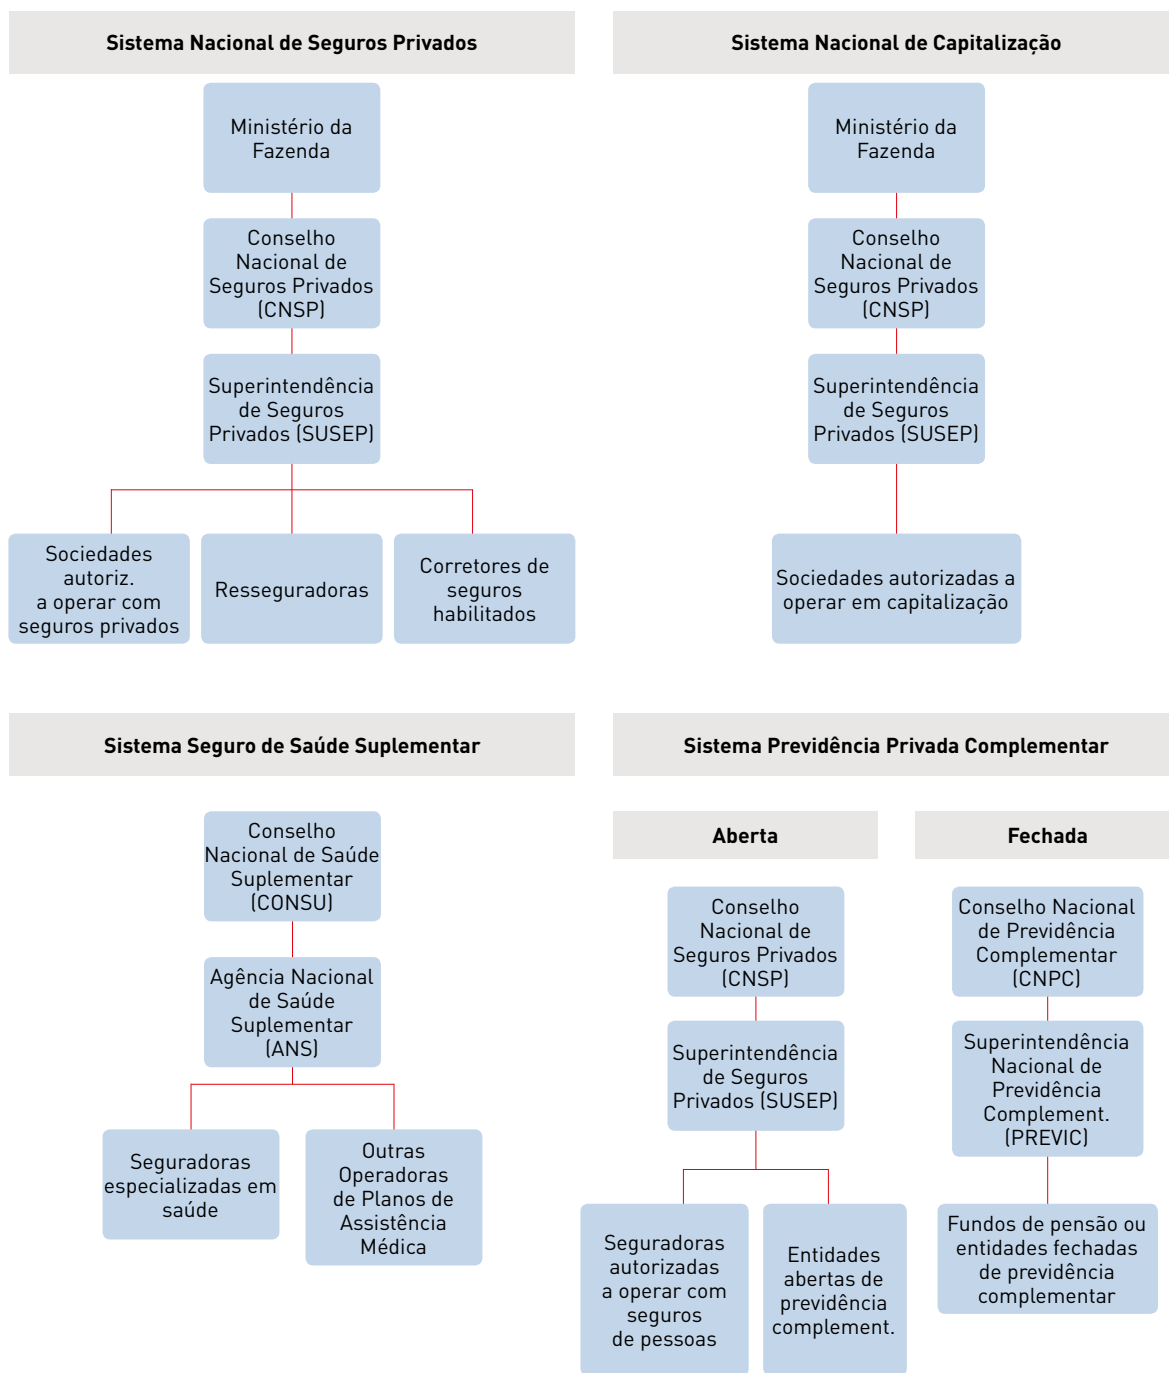 Sistema Nacional de Seguros Privados
Ministério da
Fazenda
Conselho
Nacional de
Seguros Privados
(CNSP)
Superintendência
de Seguros
Privados (SUSEP)
Sociedades
autoriz.
a operar com
seguros privados
Resseguradoras
Corretores de
seguros
habilitados
Sistema Nacional de Capitalização
Ministério da
Fazenda
Conselho
Nacional de
Seguros Privados
(CNSP)
Superintendência
de Seguros
Privados (SUSEP)
Sociedades autorizadas a
operar em capitalização
Sistema Seguro de Saúde Suplementar
Conselho
Nacional de Saúde
Suplementar
(CONSU)
Agência Nacional
de Saúde
Suplementar
(ANS)
Seguradoras
especializadas em
saúde
Outras
Operadoras
de Planos de
Assistência
Médica
Sistema Previdência Privada Complementar
Aberta
Conselho
Nacional de
Seguros Privados
(CNSP)
Superintendência
de Seguros
Privados (SUSEP)
Seguradoras
autorizadas
a operar com
seguros
de pessoas
Entidades
abertas de
previdência
complement.
Fechada
Conselho Nacional
de Previdência
Complementar
(CNPC)
Superintendência
Nacional de
Previdência
Complement.
(PREVIC)
Fundos de pensão ou
entidades fechadas
de previdência
complementar